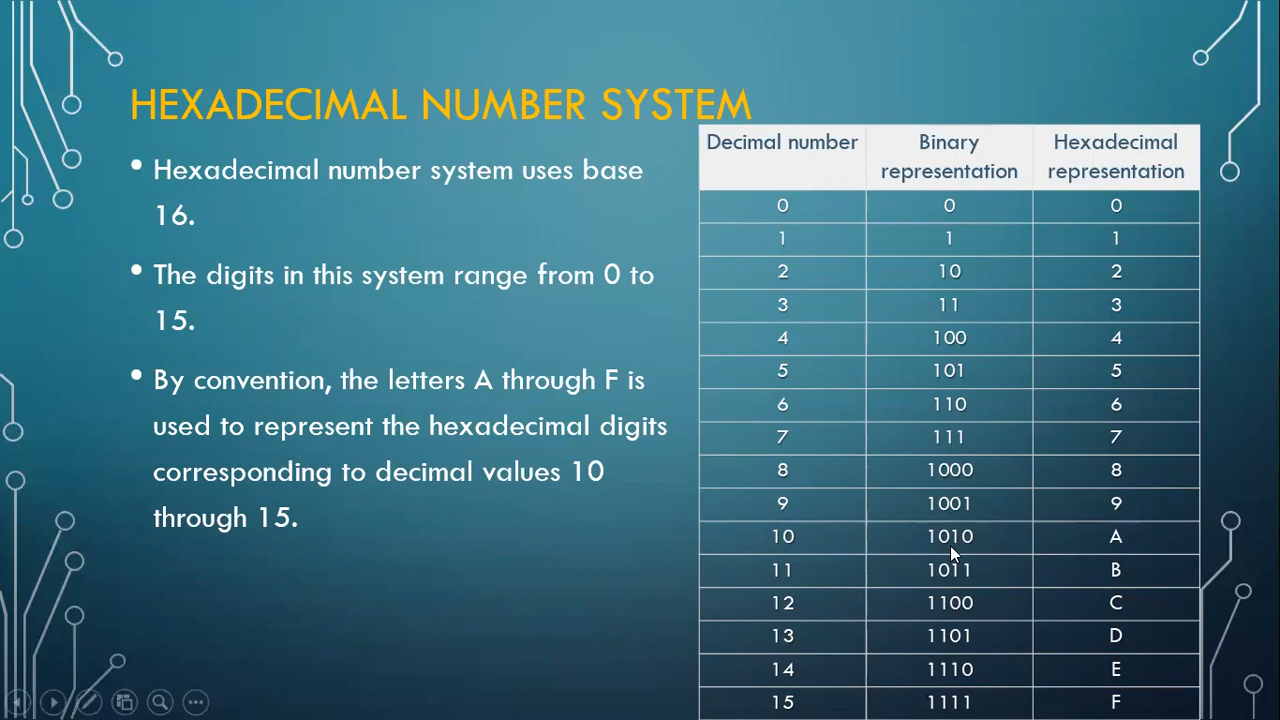 HEXADECIMAL NUMBER SYSTEM
• Hexadecimal number system uses base
16.
• The digits in this system range from 0 to
15.
• By convention, the letters A through F is
used to represent the hexadecimal digits
corresponding to decimal values 10
through 15.
Decimal number Binary Hexadecimal
representation representation
0 0 0
1 1 1
2 10 2
3 11 3
4 100 4
5 101 5
6 110 6
7 111 7
8 1000 8
9 1001 9
10 1010 A
11 1011 B
12 1100 C
13 1101 D
14 1110 E
15 1111 F